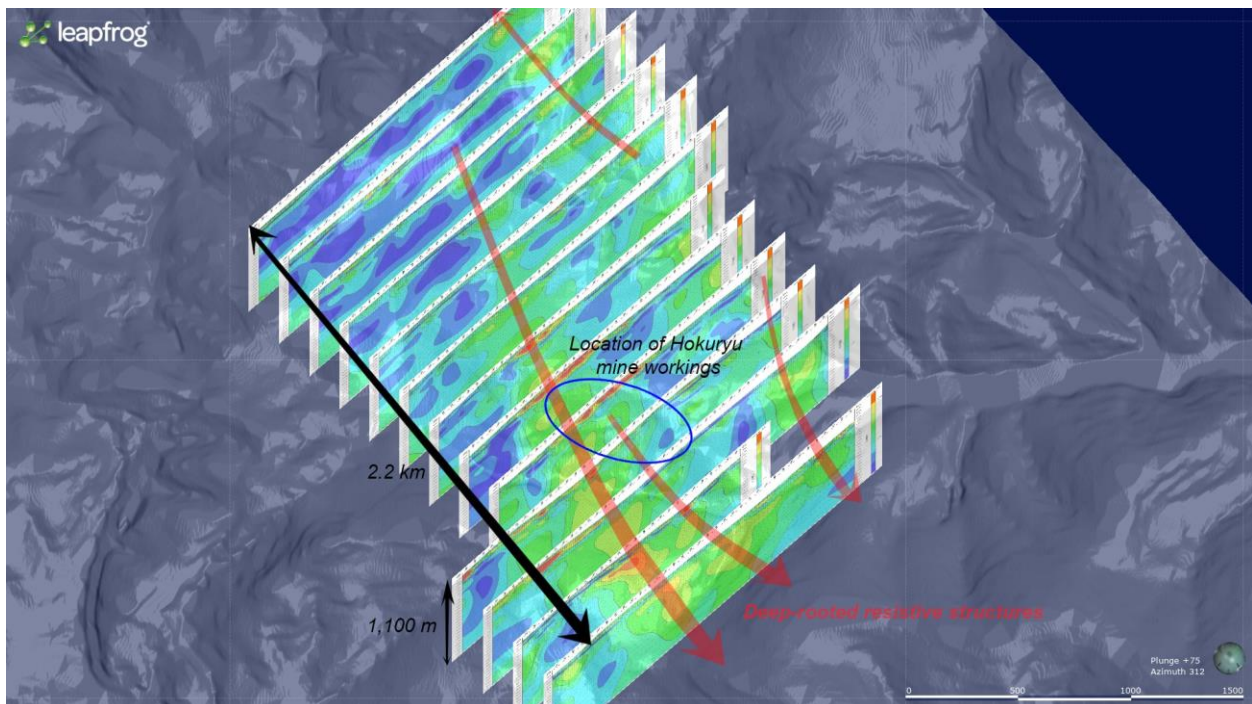 leapfrog
Location of Hokuryu
mine workings
2.2 km
1,100 m
Deep-rooted resistive structures
Plunge +75
Azimuth 312
0 500 1000 1500